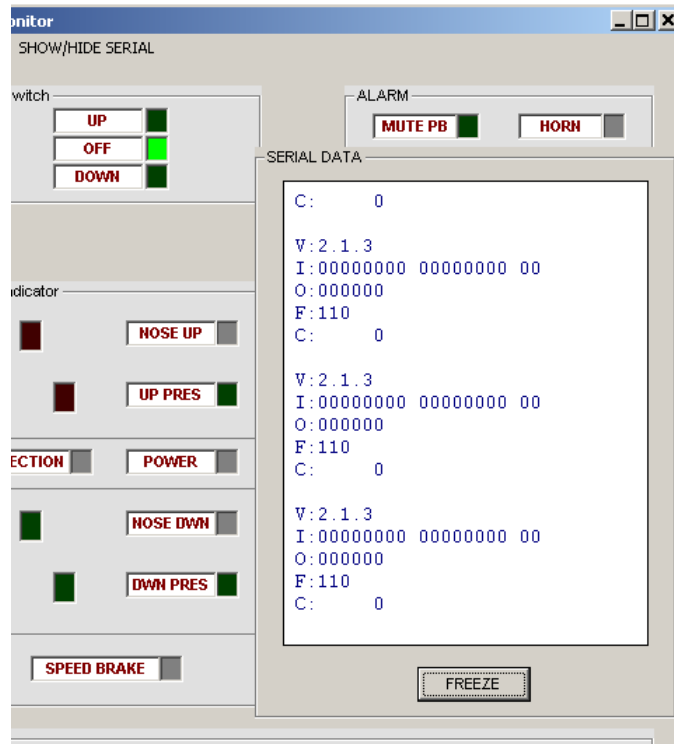 onitor
SHOW/HIDE SERIAL
witch
UP
OFF
DOWN
ALARM
MUTE PB
HORN
SERIAL DATA
C:      0
V:2.1.3
I:00000000 00000000 00
O:000000
F:110
C:      0
V:2.1.3
I:00000000 00000000 00
O:000000
F:110
C:      0
V:2.1.3
I:00000000 00000000 00
O:000000
F:110
C:      0
FREEZE
ndicator
NOSE UP
UP PRES
ECTION
POWER
NOSE DWN
DWN PRES
SPEED BRAKE